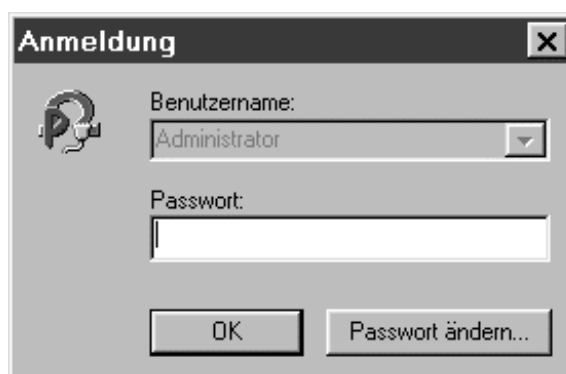 Anmeldung
Benutzername:
Administrator
Passwort:
OK
Passwort ändern...